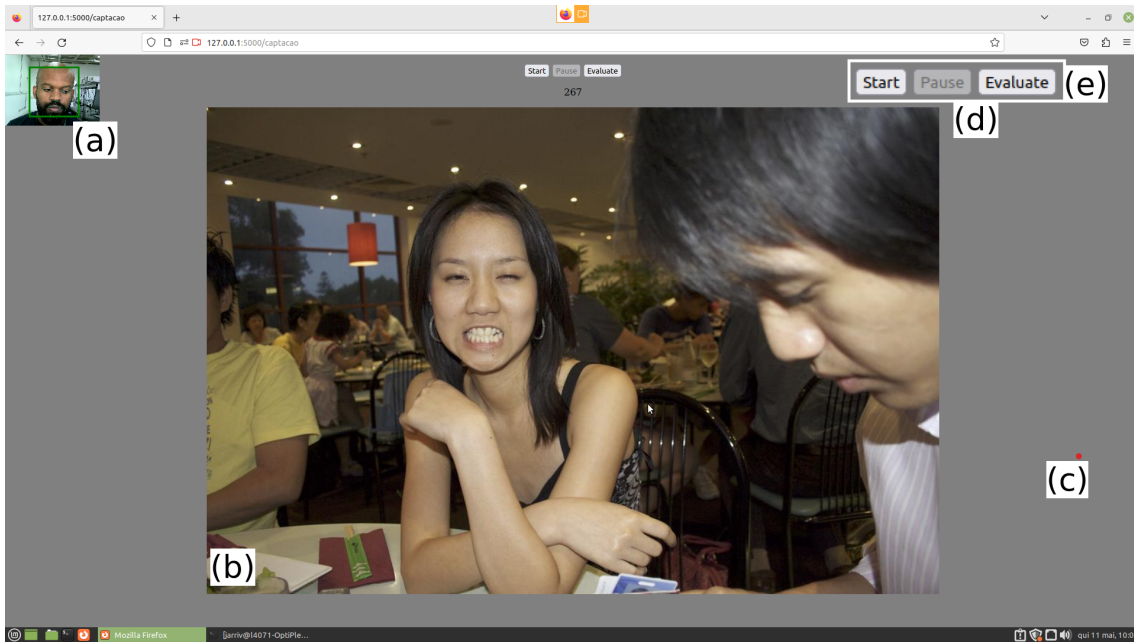 127.0.0.1:5000/captacao × +
127.0.0.1:5000/captacao
Start Pause Evaluate
267
Start Pause Evaluate
(e)
(d)
(a)
(c)
(b)
Mozilla Firefox
[jarriv@l4071-OptiPle...
qui 11 mai, 10:0